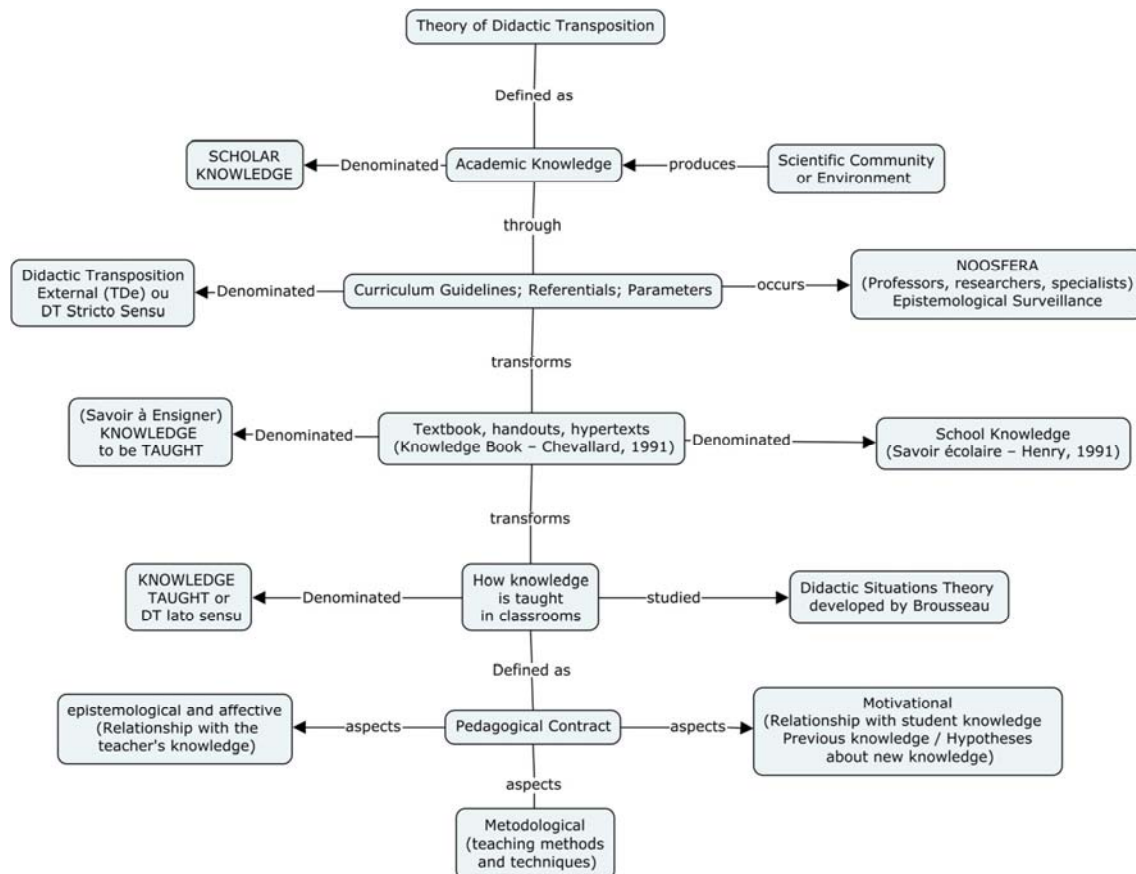 Theory of Didactic Transposition
Defined as
SCHOLAR
KNOWLEDGE
Denominated
Academic Knowledge
produces
Scientific Community
or Environment
through
Didactic Transposition
External (TDe) ou
DT Stricto Sensu
Denominated
Curriculum Guidelines; Referentials; Parameters
occurs
NOOSFERA
(Professors, researchers, specialists)
Epistemological Surveillance
transforms
(Savoir à Ensigner)
KNOWLEDGE
to be TAUGHT
Denominated
Textbook, handouts, hypertexts
(Knowledge Book – Chevallard, 1991)
Denominated
School Knowledge
(Savoir écolaire – Henry, 1991)
transforms
KNOWLEDGE
TAUGHT or
DT lato sensu
Denominated
How knowledge
is taught
in classrooms
studied
Didactic Situations Theory
developed by Brousseau
Defined as
epistemological and affective
(Relationship with the
teacher's knowledge)
aspects
Pedagogical Contract
aspects
Motivational
(Relationship with student knowledge
Previous knowledge / Hypotheses
about new knowledge)
aspects
Metodological
(teaching methods
and techniques)